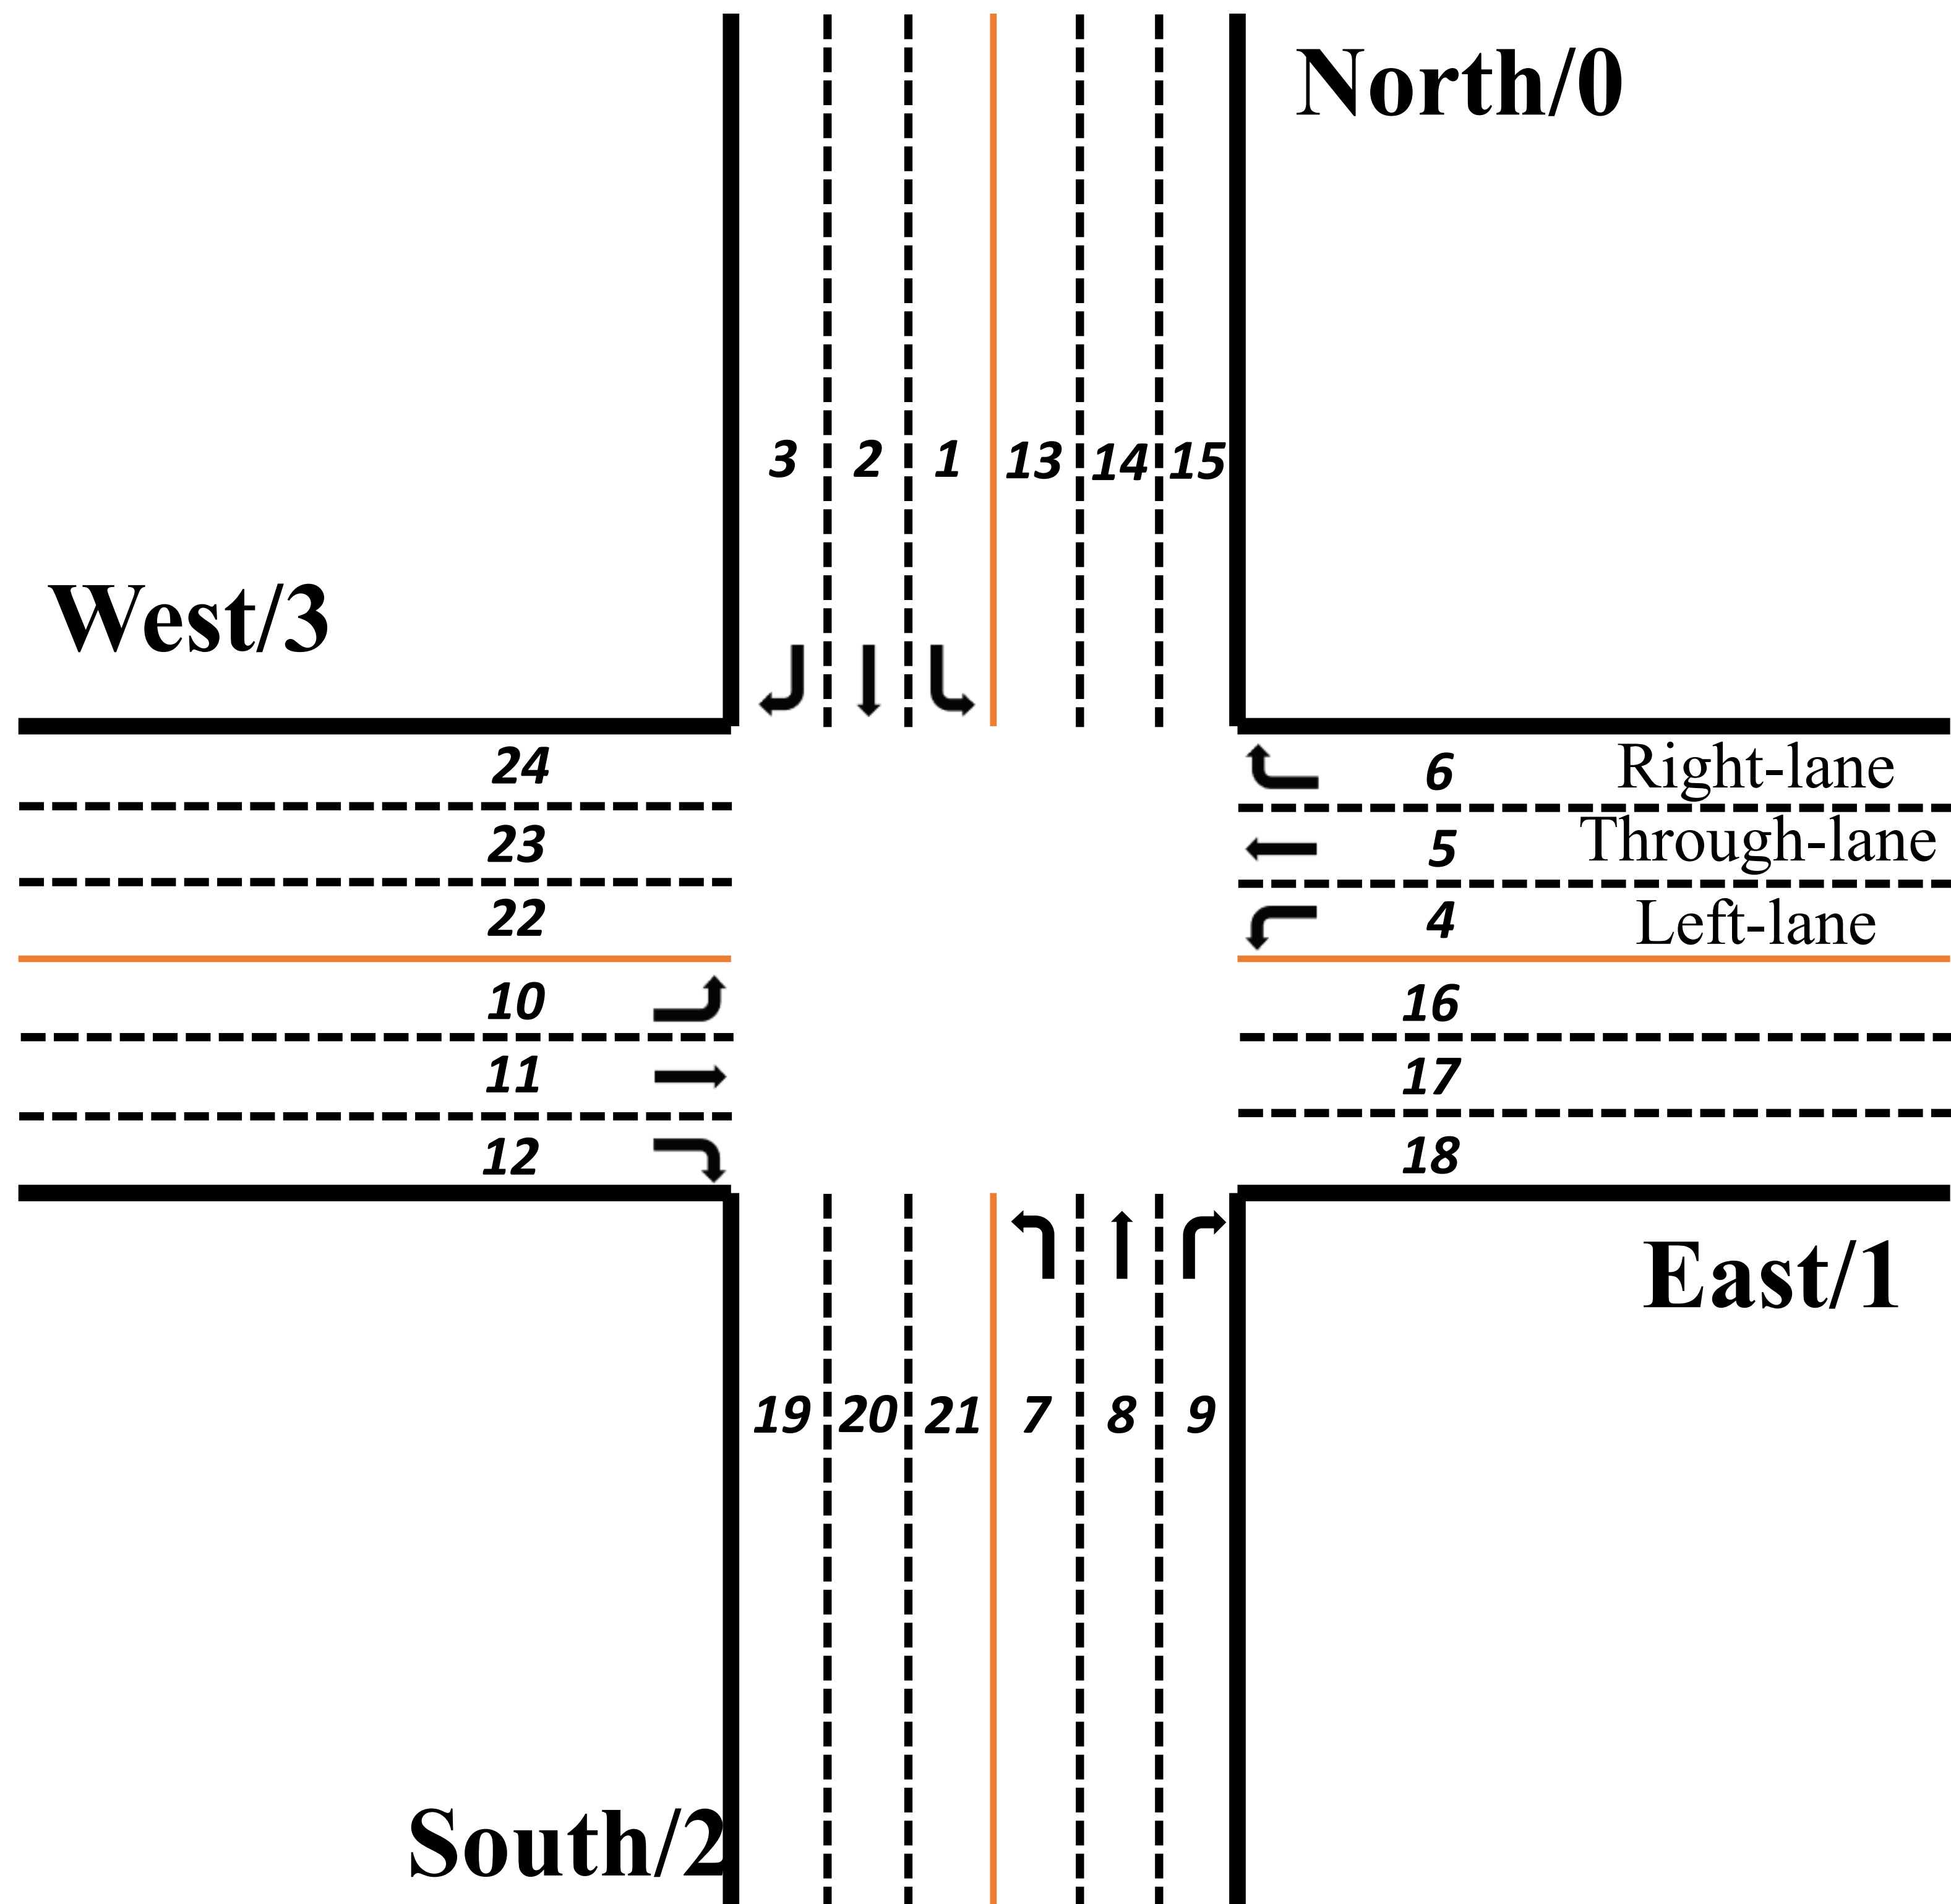 North/0
3 2 1 13 14 15
West/3
24
23
22
10
11
12
6 Right-lane
5 Through-lane
4 Left-lane
16
17
18
East/1
19 20 21 7 8 9
South/2